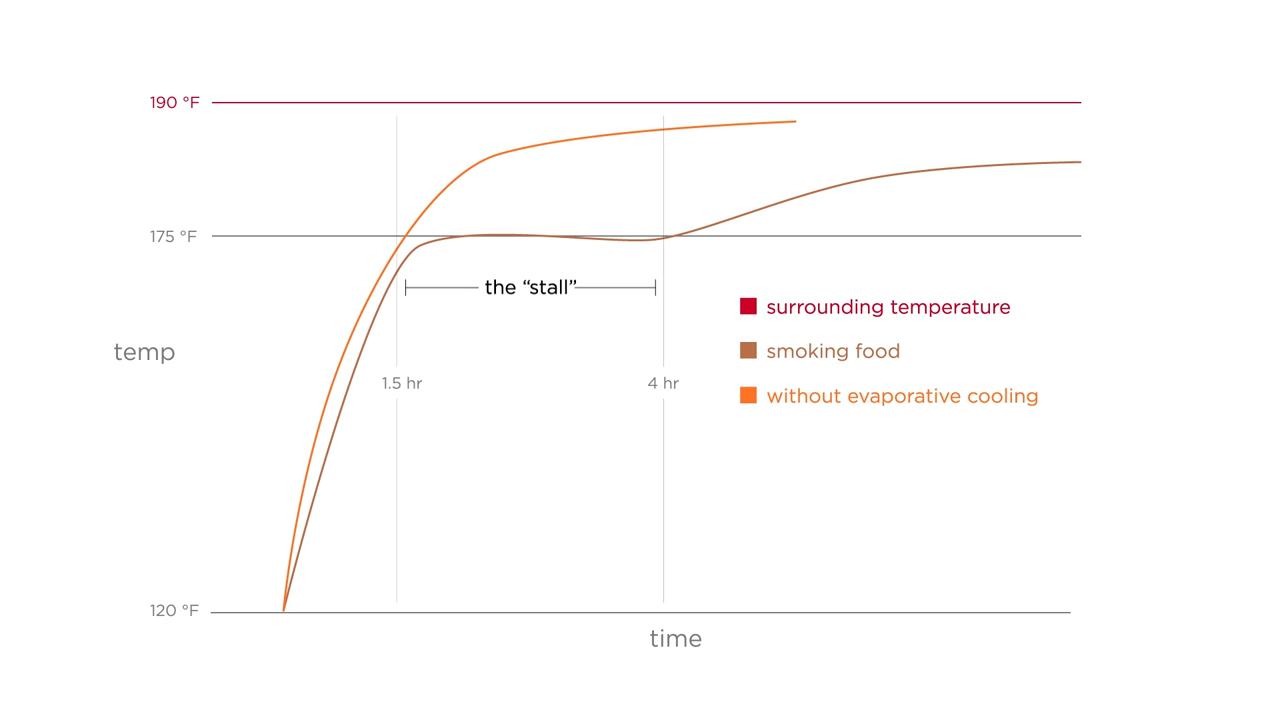 190 °F
175 °F
the “stall”
surrounding temperature
temp
smoking food
1.5 hr
4 hr
without evaporative cooling
120 °F
time